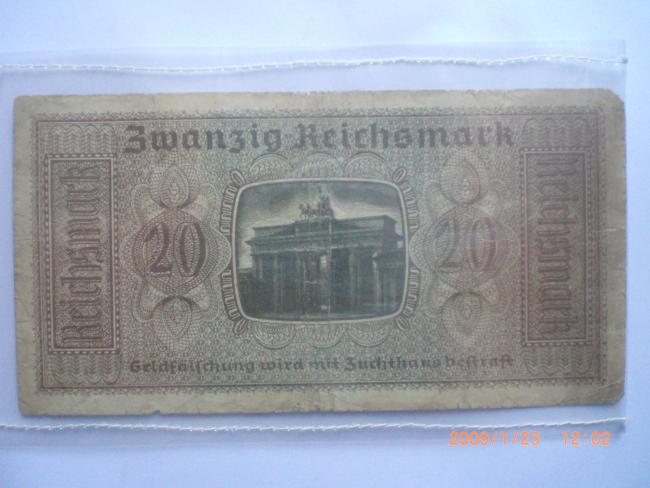 Zwanzig Reichsmark
Reichsmark
20
20
Reichsmark
Geldfälschung wird mit Zuchthaus bestraft
2009/1/23 12:02